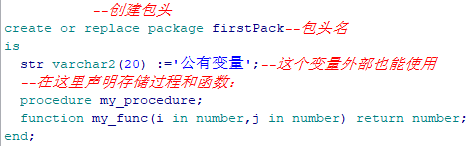 --创建包头
create or replace package firstPack--包头名
is
str varchar2(20) :='公有变量';--这个变量外部也能使用
--在这里声明存储过程和函数;
procedure my_procedure;
function my_func(i in number,j in number) return number;
end;